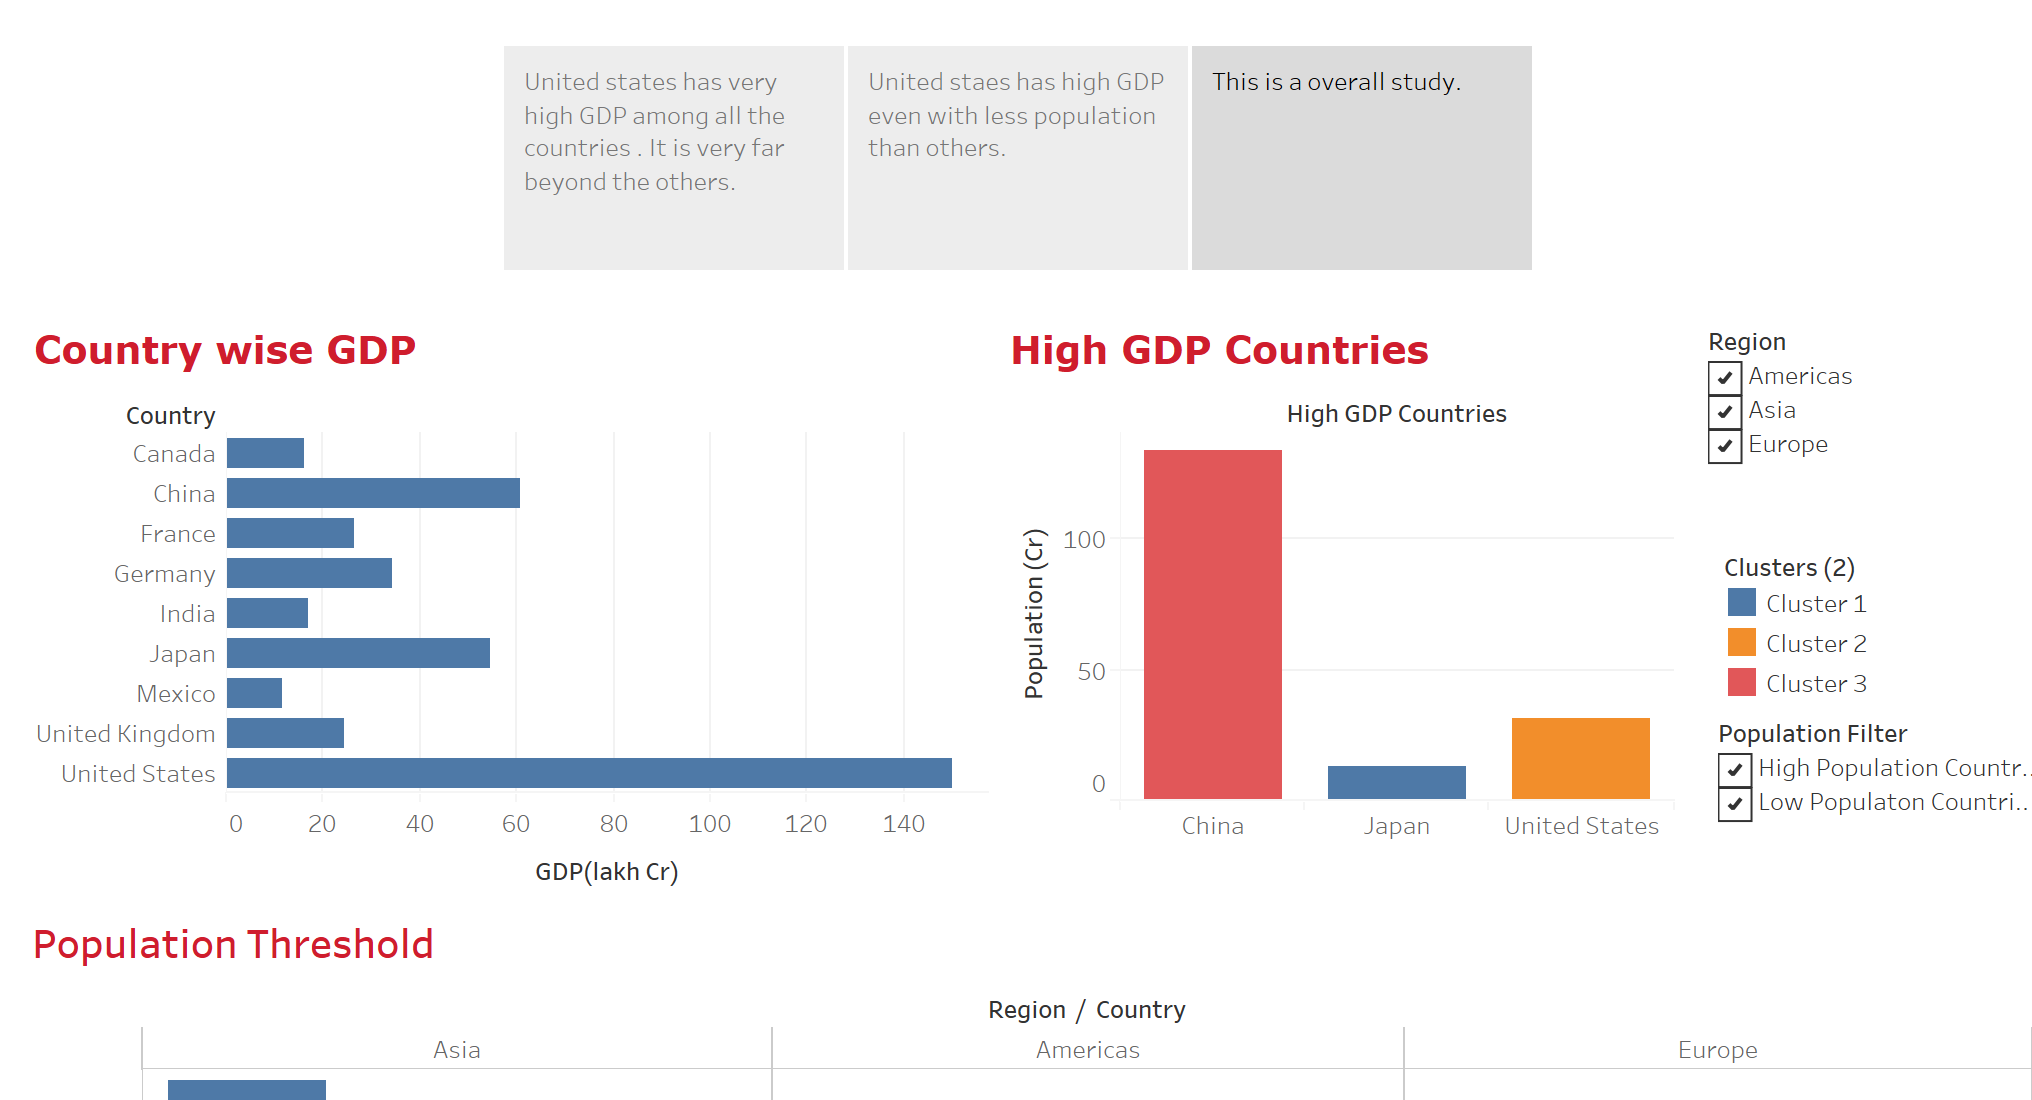 United states has very
high GDP among all the
countries . It is very far
beyond the others.
United staes has high GDP
even with less population
than others.
This is a overall study.
Country wise GDP
Country
Canada
China
France
Germany
India
Japan
Mexico
United Kingdom
United States
0 20 40 60 80 100 120 140
GDP(lakh Cr)
High GDP Countries
High GDP Countries
Population (Cr)
100
50
0
China Japan United States
Region
Americas
Asia
Europe
Clusters (2)
Cluster 1
Cluster 2
Cluster 3
Population Filter
High Population Countr..
Low Populaton Countri..
Population Threshold
Region / Country
Asia Americas Europe